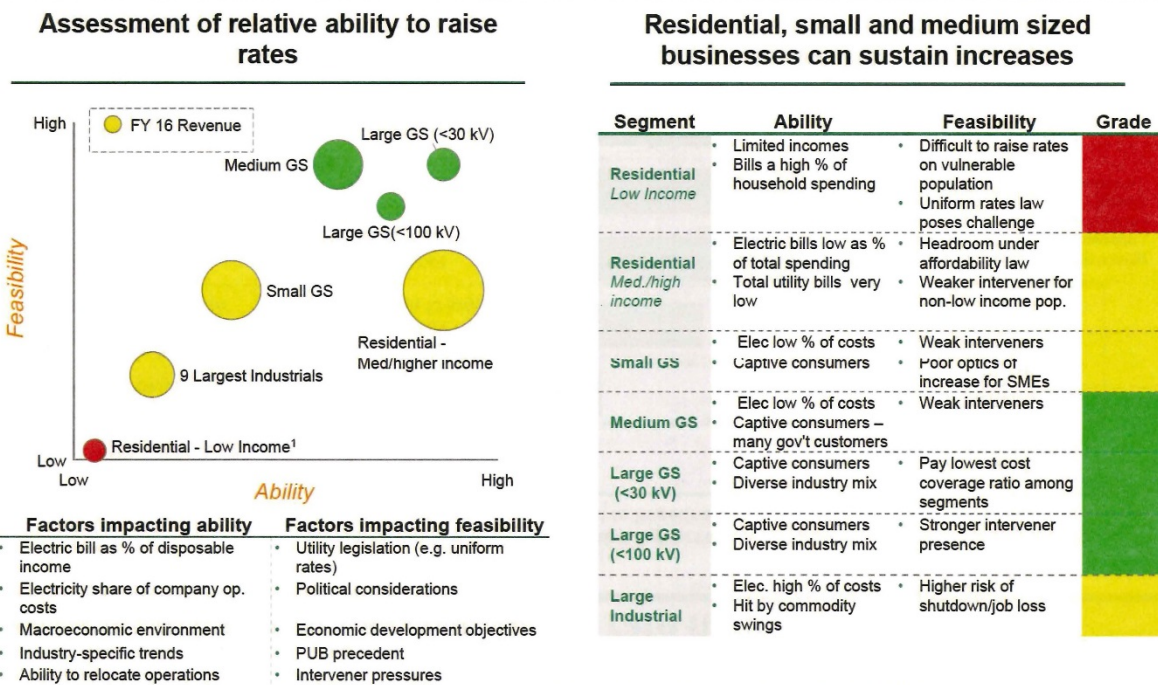 Assessment of relative ability to raise
rates
High
FY 16 Revenue
Large GS (<30 kV)
Medium GS
Large GS(<100 kV)
Small GS
Residential -
Med/higher income
9 Largest Industrials
Residential - Low Income¹
Low
Low
High
Feasibility
Ability
Factors impacting ability
• Electric bill as % of disposable
income
• Electricity share of company op.
costs
• Macroeconomic environment
• Industry-specific trends
• Ability to relocate operations
Factors impacting feasibility
• Utility legislation (e.g. uniform
rates)
• Political considerations
• Economic development objectives
• PUB precedent
• Intervener pressures
Residential, small and medium sized
businesses can sustain increases
Segment Ability Feasibility Grade
Residential
Low Income
• Limited incomes
• Bills a high % of
household spending
• Difficult to raise rates
on vulnerable
population
• Uniform rates law
poses challenge
Residential
Med./high
income
• Electric bills low as %
of total spending
• Total utility bills very
low
• Headroom under
affordability law
• Weaker intervener for
non-low income pop.
Small GS
• Elec low % of costs
• Captive consumers
• Weak interveners
• Poor optics of
increase for SMEs
Medium GS
• Elec low % of costs
• Captive consumers –
many gov't customers
• Weak interveners
Large GS
(<30 kV)
• Captive consumers
• Diverse industry mix
• Pay lowest cost
coverage ratio among
segments
Large GS
(<100 kV)
• Captive consumers
• Diverse industry mix
• Stronger intervener
presence
Large
Industrial
• Elec. high % of costs
• Hit by commodity
swings
• Higher risk of
shutdown/job loss